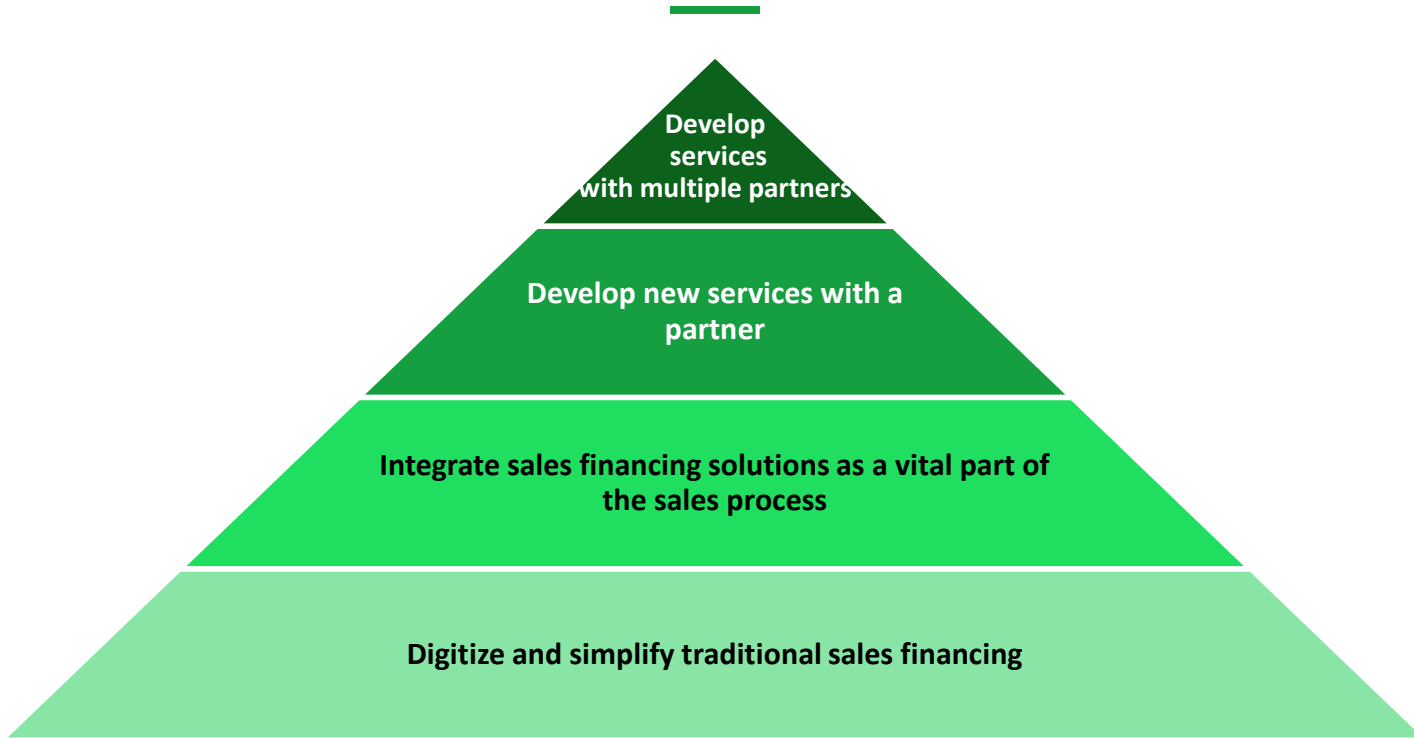 Develop
services
with multiple partners
Develop new services with a
partner
Integrate sales financing solutions as a vital part of
the sales process
Digitize and simplify traditional sales financing